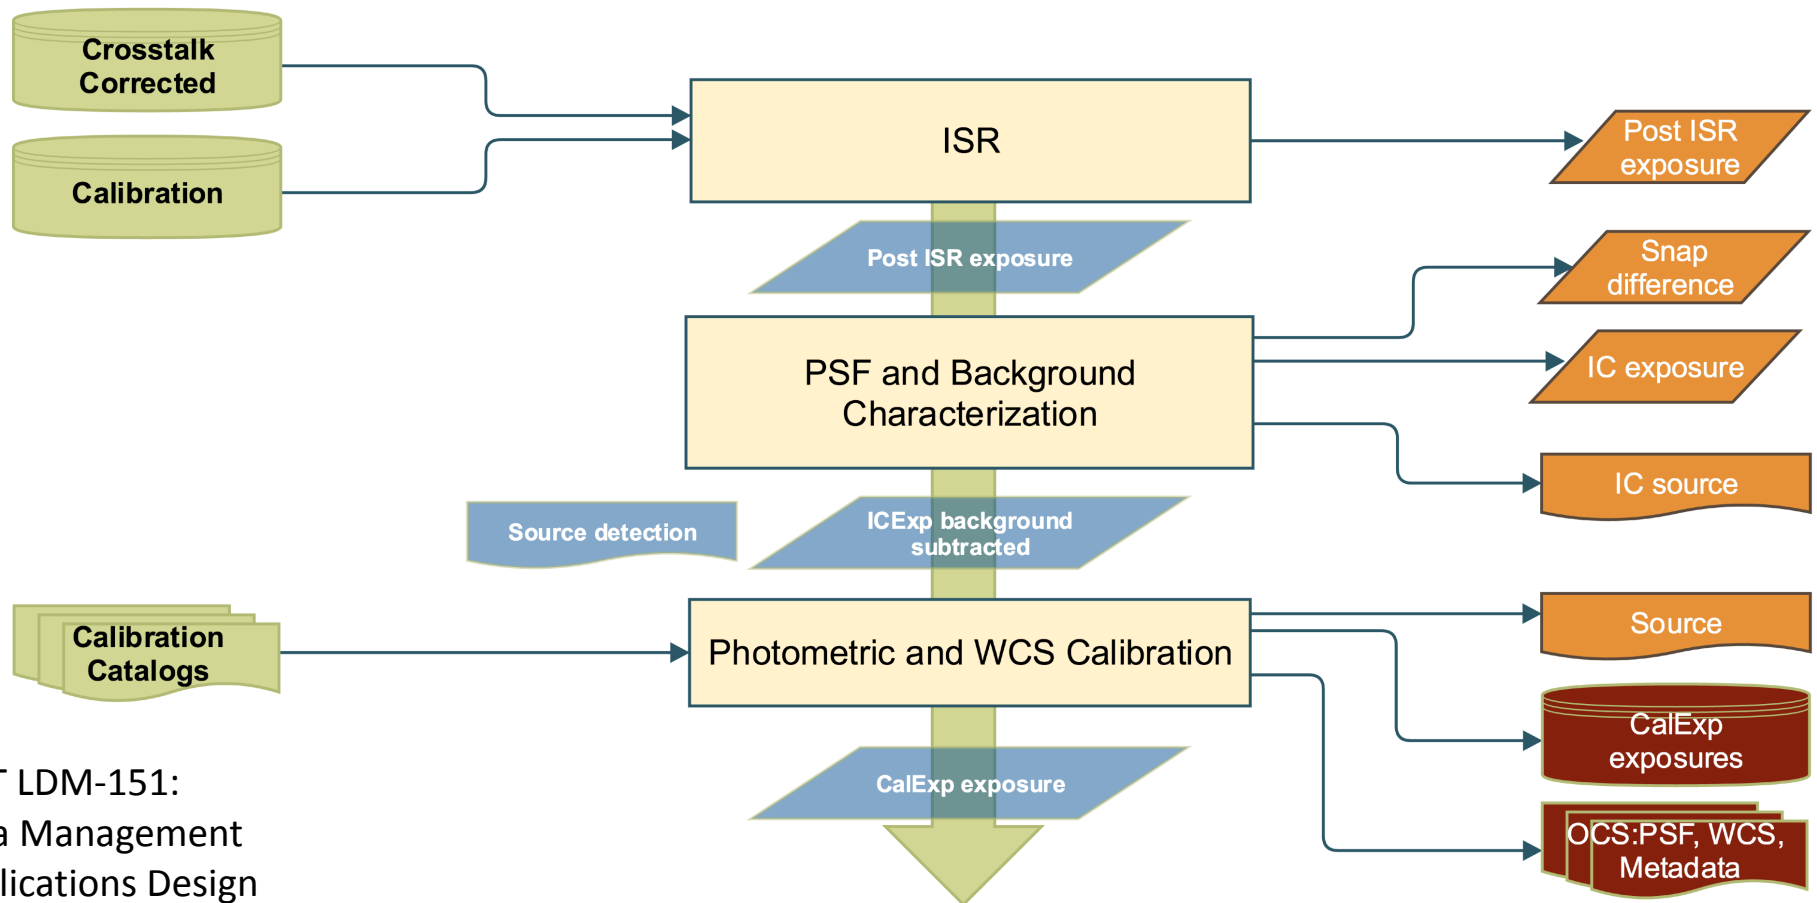 Crosstalk
Corrected
Calibration
ISR
Post ISR
exposure
Post ISR exposure
Snap
difference
PSF and Background
Characterization
IC exposure
IC source
Source detection
ICExp background
subtracted
Calibration
Catalogs
Photometric and WCS Calibration
Source
CalExp
exposures
CalExp exposure
OCS:PSF, WCS,
Metadata
LDM-151:
Management
Design